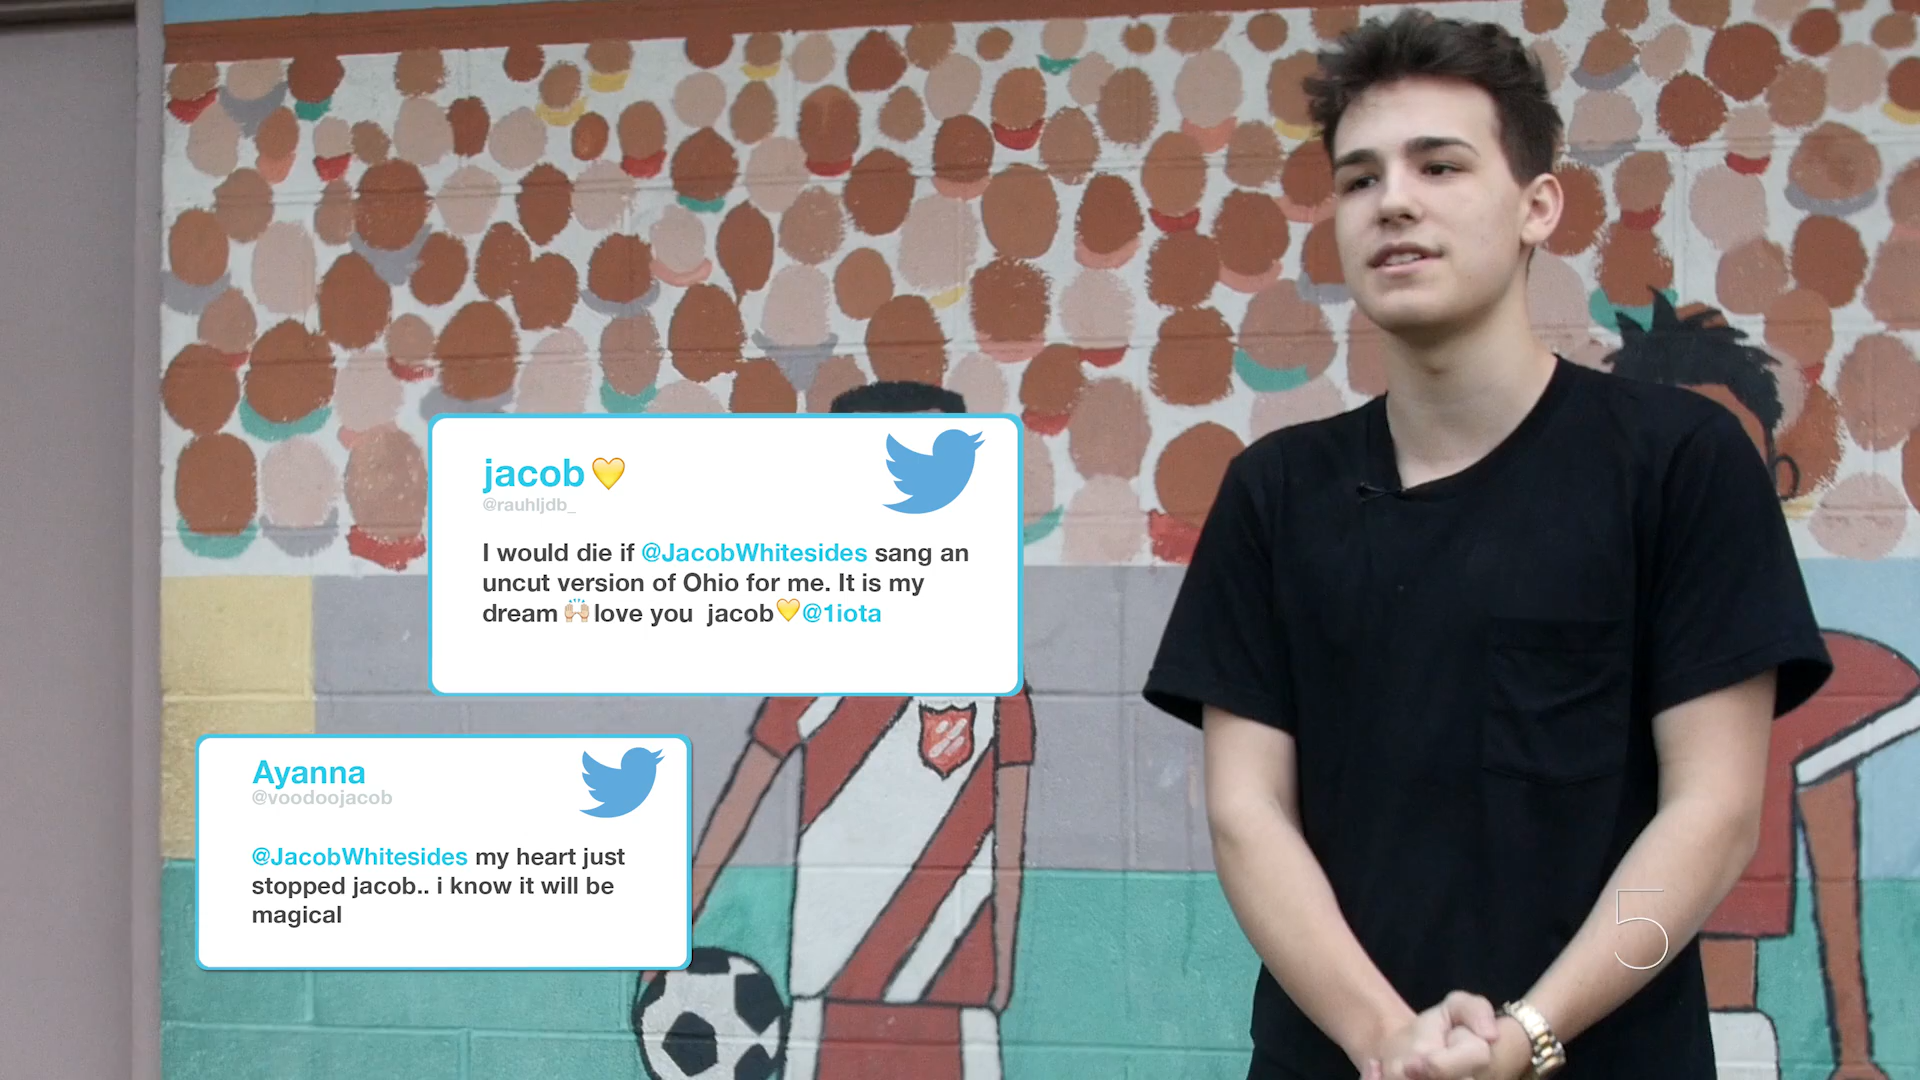 jacob💛
@rauhljdb_
I would die if @JacobWhitesides sang an
uncut version of Ohio for me. It is my
dream 🙌🏼 love you jacob💛@1iota
Ayanna
@voodoojacob
@JacobWhitesides my heart just
stopped jacob.. i know it will be
magical
5